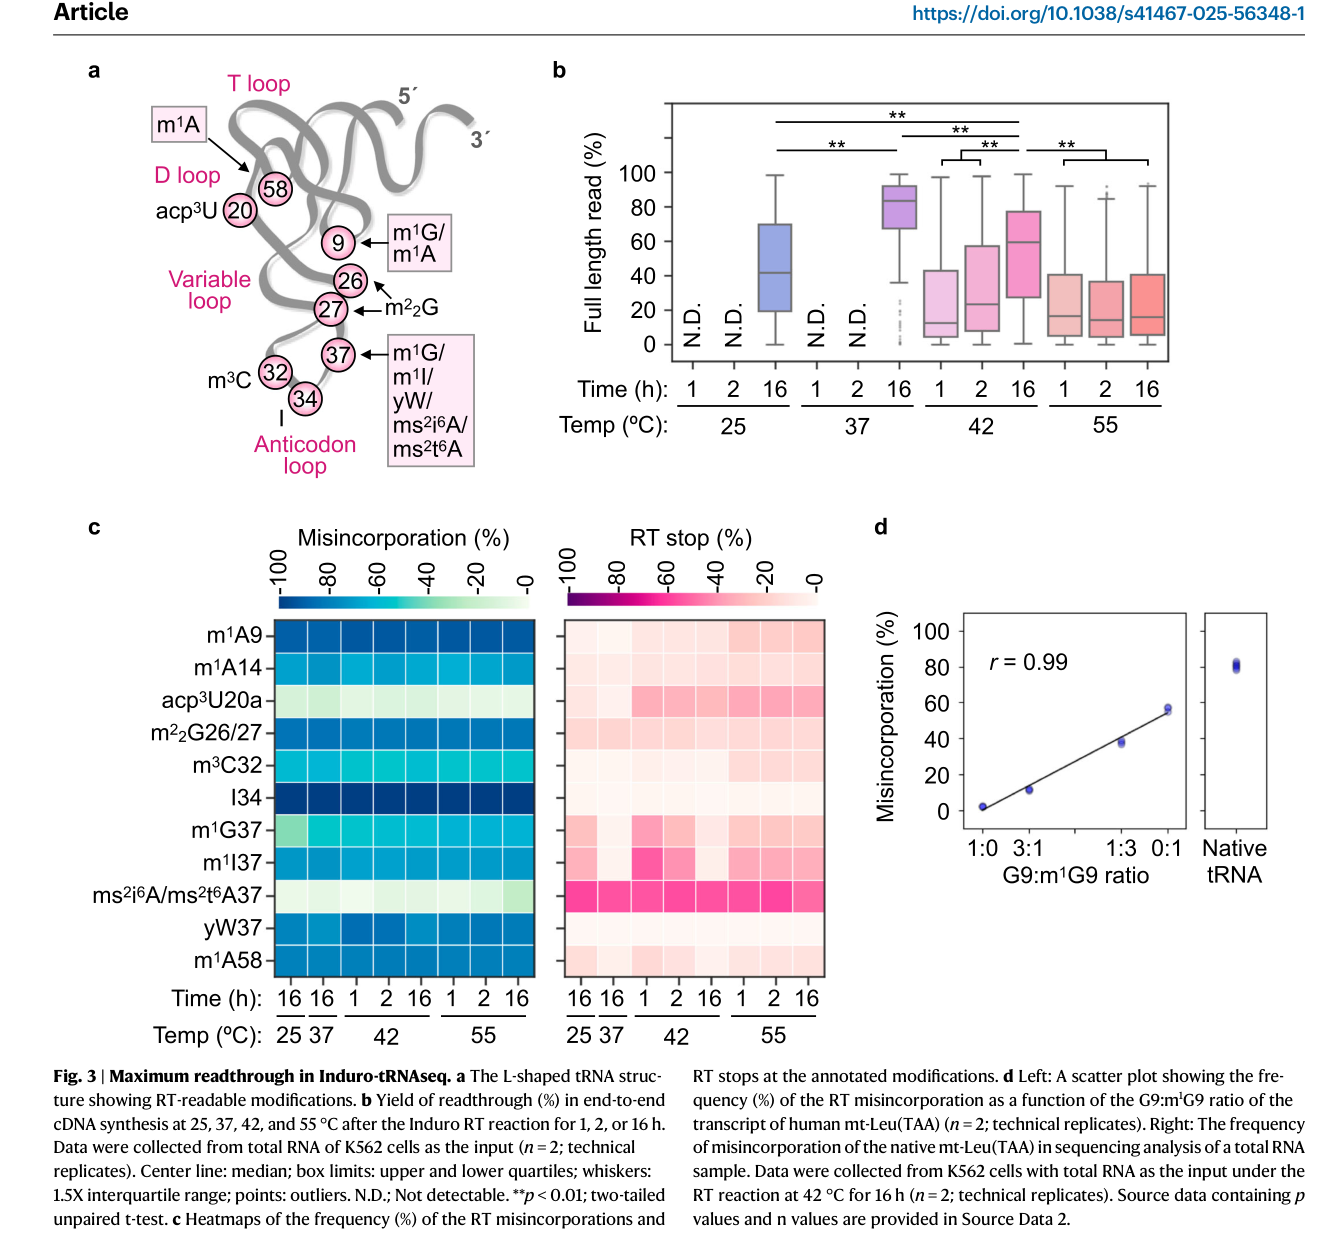 Article
https://doi.org/10.1038/s41467-025-56348-1
a
T loop
5´
3´
m¹A
D loop
58
acp³U
20
9
m¹G/
m¹A
Variable
loop
26
27
m²₂G
37
m¹G/
m¹I/
yW/
ms²i⁶A/
ms²t⁶A
m³C
32
34
I
Anticodon
loop
b
Full length read (%)
100
80
60
40
20
0
**
**
**
**
**
N.D.
N.D.
N.D.
N.D.
Time (h): 1 2 16 1 2 16 1 2 16 1 2 16
Temp (ºC): 25 37 42 55
c
Misincorporation (%)
100 80 60 40 20 0
RT stop (%)
100 80 60 40 20 0
m¹A9
m¹A14
acp³U20a
m²₂G26/27
m³C32
I34
m¹G37
m¹I37
ms²i⁶A/ms²t⁶A37
yW37
m¹A58
Time (h): 16 16 1 2 16 1 2 16 16 16 1 2 16 1 2 16
Temp (ºC): 25 37 42 55 25 37 42 55
d
Misincorporation (%)
100
80
60
40
20
0
r = 0.99
1:0 3:1 1:3 0:1
G9:m¹G9 ratio
Native
tRNA
Fig. 3 | Maximum readthrough in Induro-tRNAseq. a The L-shaped tRNA struc-
ture showing RT-readable modifications. b Yield of readthrough (%) in end-to-end
cDNA synthesis at 25, 37, 42, and 55 °C after the Induro RT reaction for 1, 2, or 16 h.
Data were collected from total RNA of K562 cells as the input (n = 2; technical
replicates). Center line: median; box limits: upper and lower quartiles; whiskers:
1.5X interquartile range; points: outliers. N.D.; Not detectable. **p < 0.01; two-tailed
unpaired t-test. c Heatmaps of the frequency (%) of the RT misincorporations and
RT stops at the annotated modifications. d Left: A scatter plot showing the fre-
quency (%) of the RT misincorporation as a function of the G9:m¹G9 ratio of the
transcript of human mt-Leu(TAA) (n = 2; technical replicates). Right: The frequency
of misincorporation of the native mt-Leu(TAA) in sequencing analysis of a total RNA
sample. Data were collected from K562 cells with total RNA as the input under the
RT reaction at 42 °C for 16 h (n = 2; technical replicates). Source data containing p
values and n values are provided in Source Data 2.